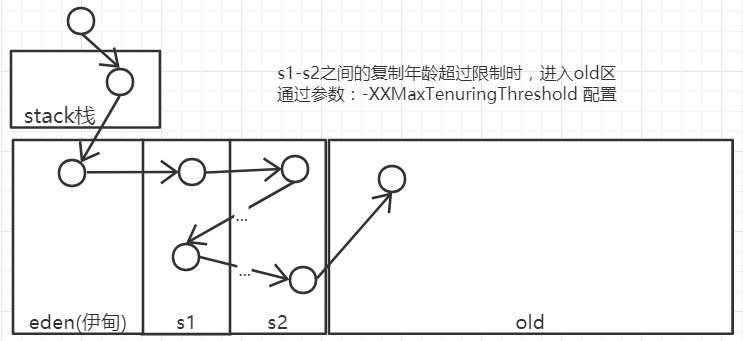 s1-s2之间的复制年龄超过限制时，进入old区
通过参数：-XXMaxTenuringThreshold 配置
stack栈
...
...
eden(伊甸)
s1
s2
old